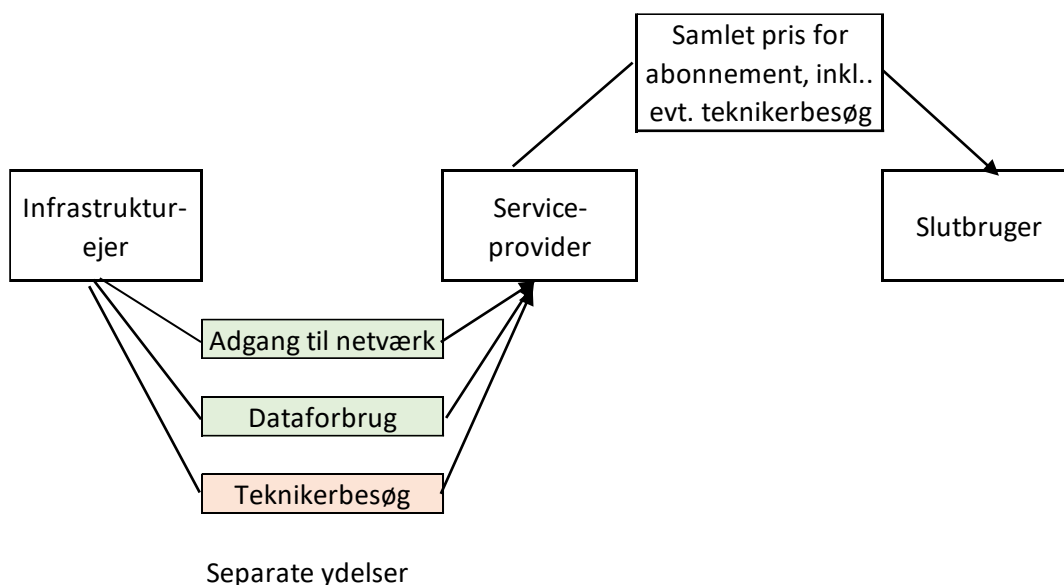 Samlet pris for
abonnement, inkl..
evt. teknikerbesøg
Infrastruktur-
ejer
Service-
provider
Slutbruger
Adgang til netværk
Dataforbrug
Teknikerbesøg
Separate ydelser